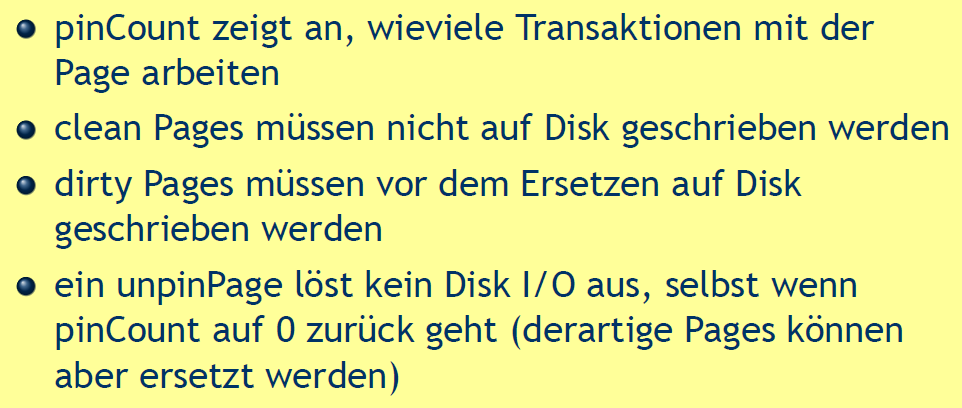 pinCount zeigt an, wieviele Transaktionen mit der
Page arbeiten
clean Pages müssen nicht auf Disk geschrieben werden
dirty Pages müssen vor dem Ersetzen auf Disk
geschrieben werden
ein unpinPage löst kein Disk I/O aus, selbst wenn
pinCount auf 0 zurück geht (derartige Pages können
aber ersetzt werden)